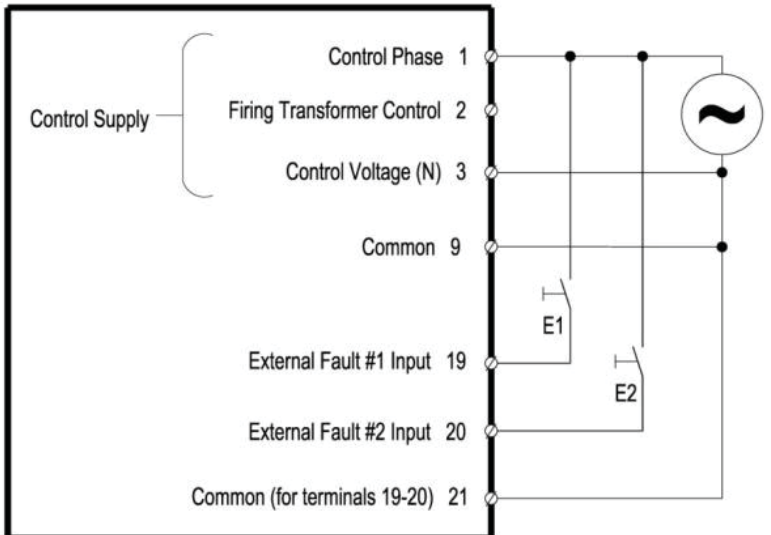 Control Phase 1
Control Supply
Firing Transformer Control 2
Control Voltage (N) 3
Common 9
E1
External Fault #1 Input 19
E2
External Fault #2 Input 20
Common (for terminals 19-20) 21